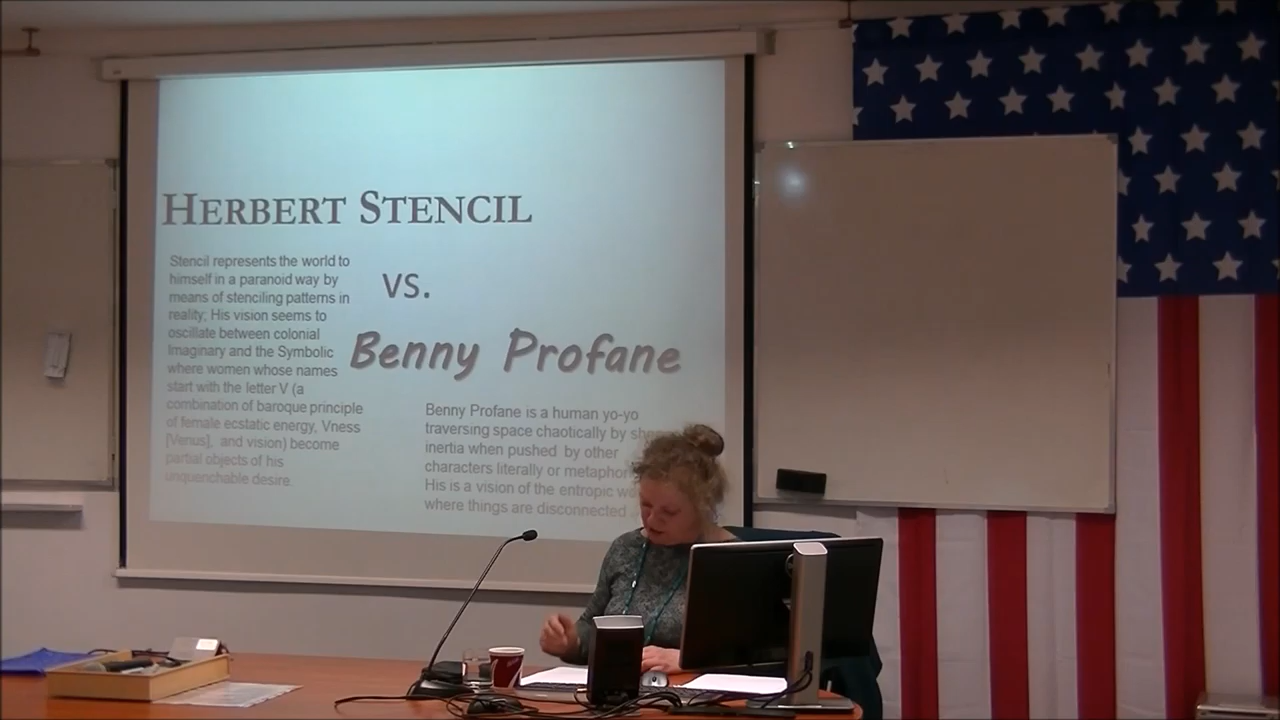 HERBERT STENCIL
Stencil represents the world to
himself in a paranoid way by
means of stenciling patterns in
reality; His vision seems to
oscillate between colonial
Imaginary and the Symbolic
where women whose names
start with the letter V (a
combination of baroque principle
of female ecstatic energy, Vness
[Venus], and vision) become
partial objects of his
unquenchable desire.
vs.
Benny Profane
Benny Profane is a human yo-yo
traversing space chaotically by
inertia when pushed by other
characters literally or
His is a vision of the entropic
where things are disconnected